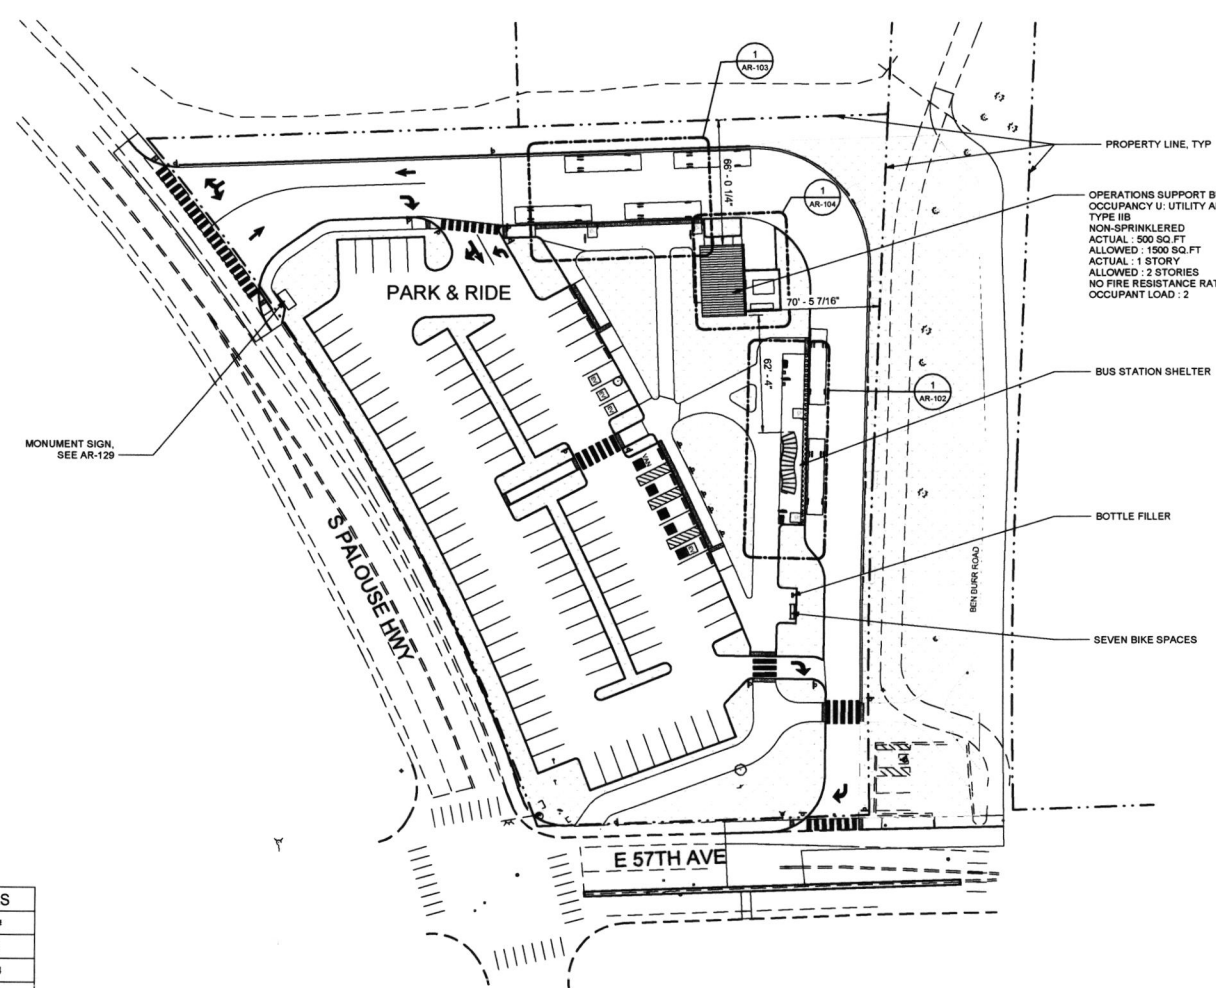 1
AR-103
PROPERTY LINE, TYP
66' - 0 1/4"
1
AR-104
OPERATIONS SUPPORT
OCCUPANCY U: UTILITY
TYPE IIB
NON-SPRINKLERED
ACTUAL : 500 SQ.FT
ALLOWED : 1500 SQ.FT
ACTUAL : 1 STORY
ALLOWED : 2 STORIES
NO FIRE RESISTANCE
OCCUPANT LOAD : 2
PARK & RIDE
70' - 5 7/16"
62' - 4"
BUS STATION SHELTER
1
AR-102
MONUMENT SIGN,
SEE AR-129
VAN
S PALOUSE HWY
BOTTLE FILLER
BEN BURR ROAD
SEVEN BIKE SPACES
E 57TH AVE
S